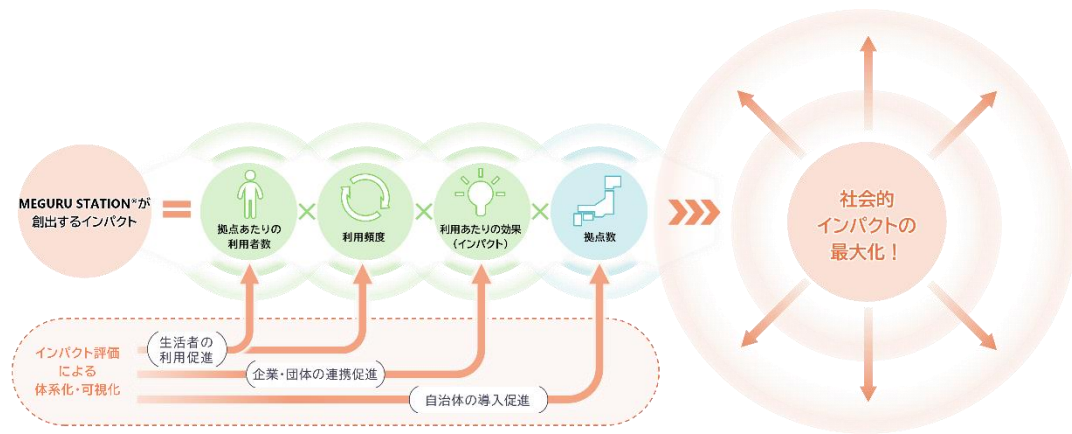 MEGURU STATION®が
創出するインパクト
=
拠点あたりの
利用者数
×
利用頻度
×
利用あたりの効果
(インパクト)
×
拠点数
社会的
インパクトの
最大化！
インパクト評価
による
体系化・可視化
生活者の
利用促進
企業・団体の連携促進
自治体の導入促進